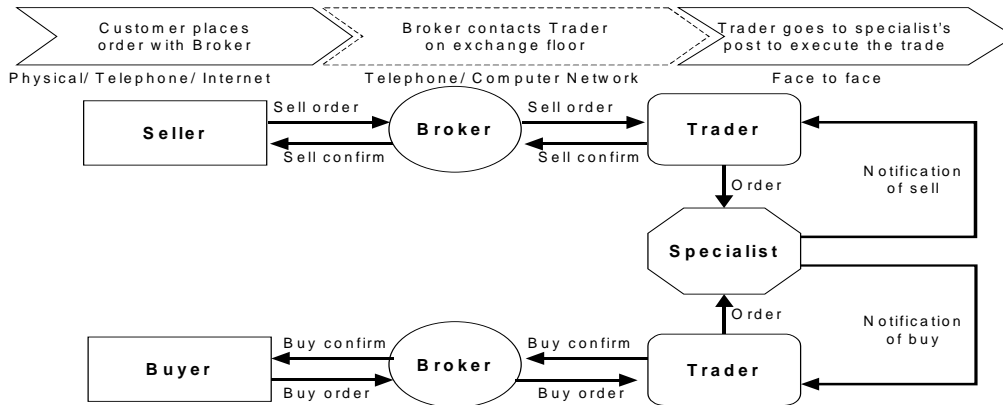 Customer places
order with Broker
Broker contacts Trader
on exchange floor
Trader goes to specialist's
post to execute the trade
Physical/ Telephone/ Internet
Telephone/ Computer Network
Face to face
Sell order
Sell order
Seller
Broker
Trader
Sell confirm
Sell confirm
Notification
of sell
Order
Specialist
Order
Notification
of buy
Buy confirm
Buy confirm
Buyer
Broker
Trader
Buy order
Buy order